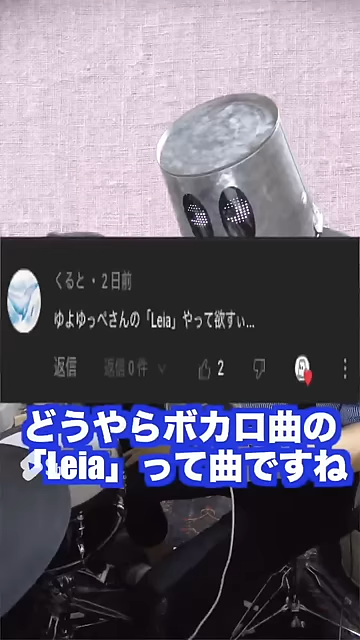 くると・2日前
ゆよゆっぺさんの「Leia」やって欲すぃ...
返信
返信0件
2
どうやらボカロ曲の
「Leia」って曲ですね